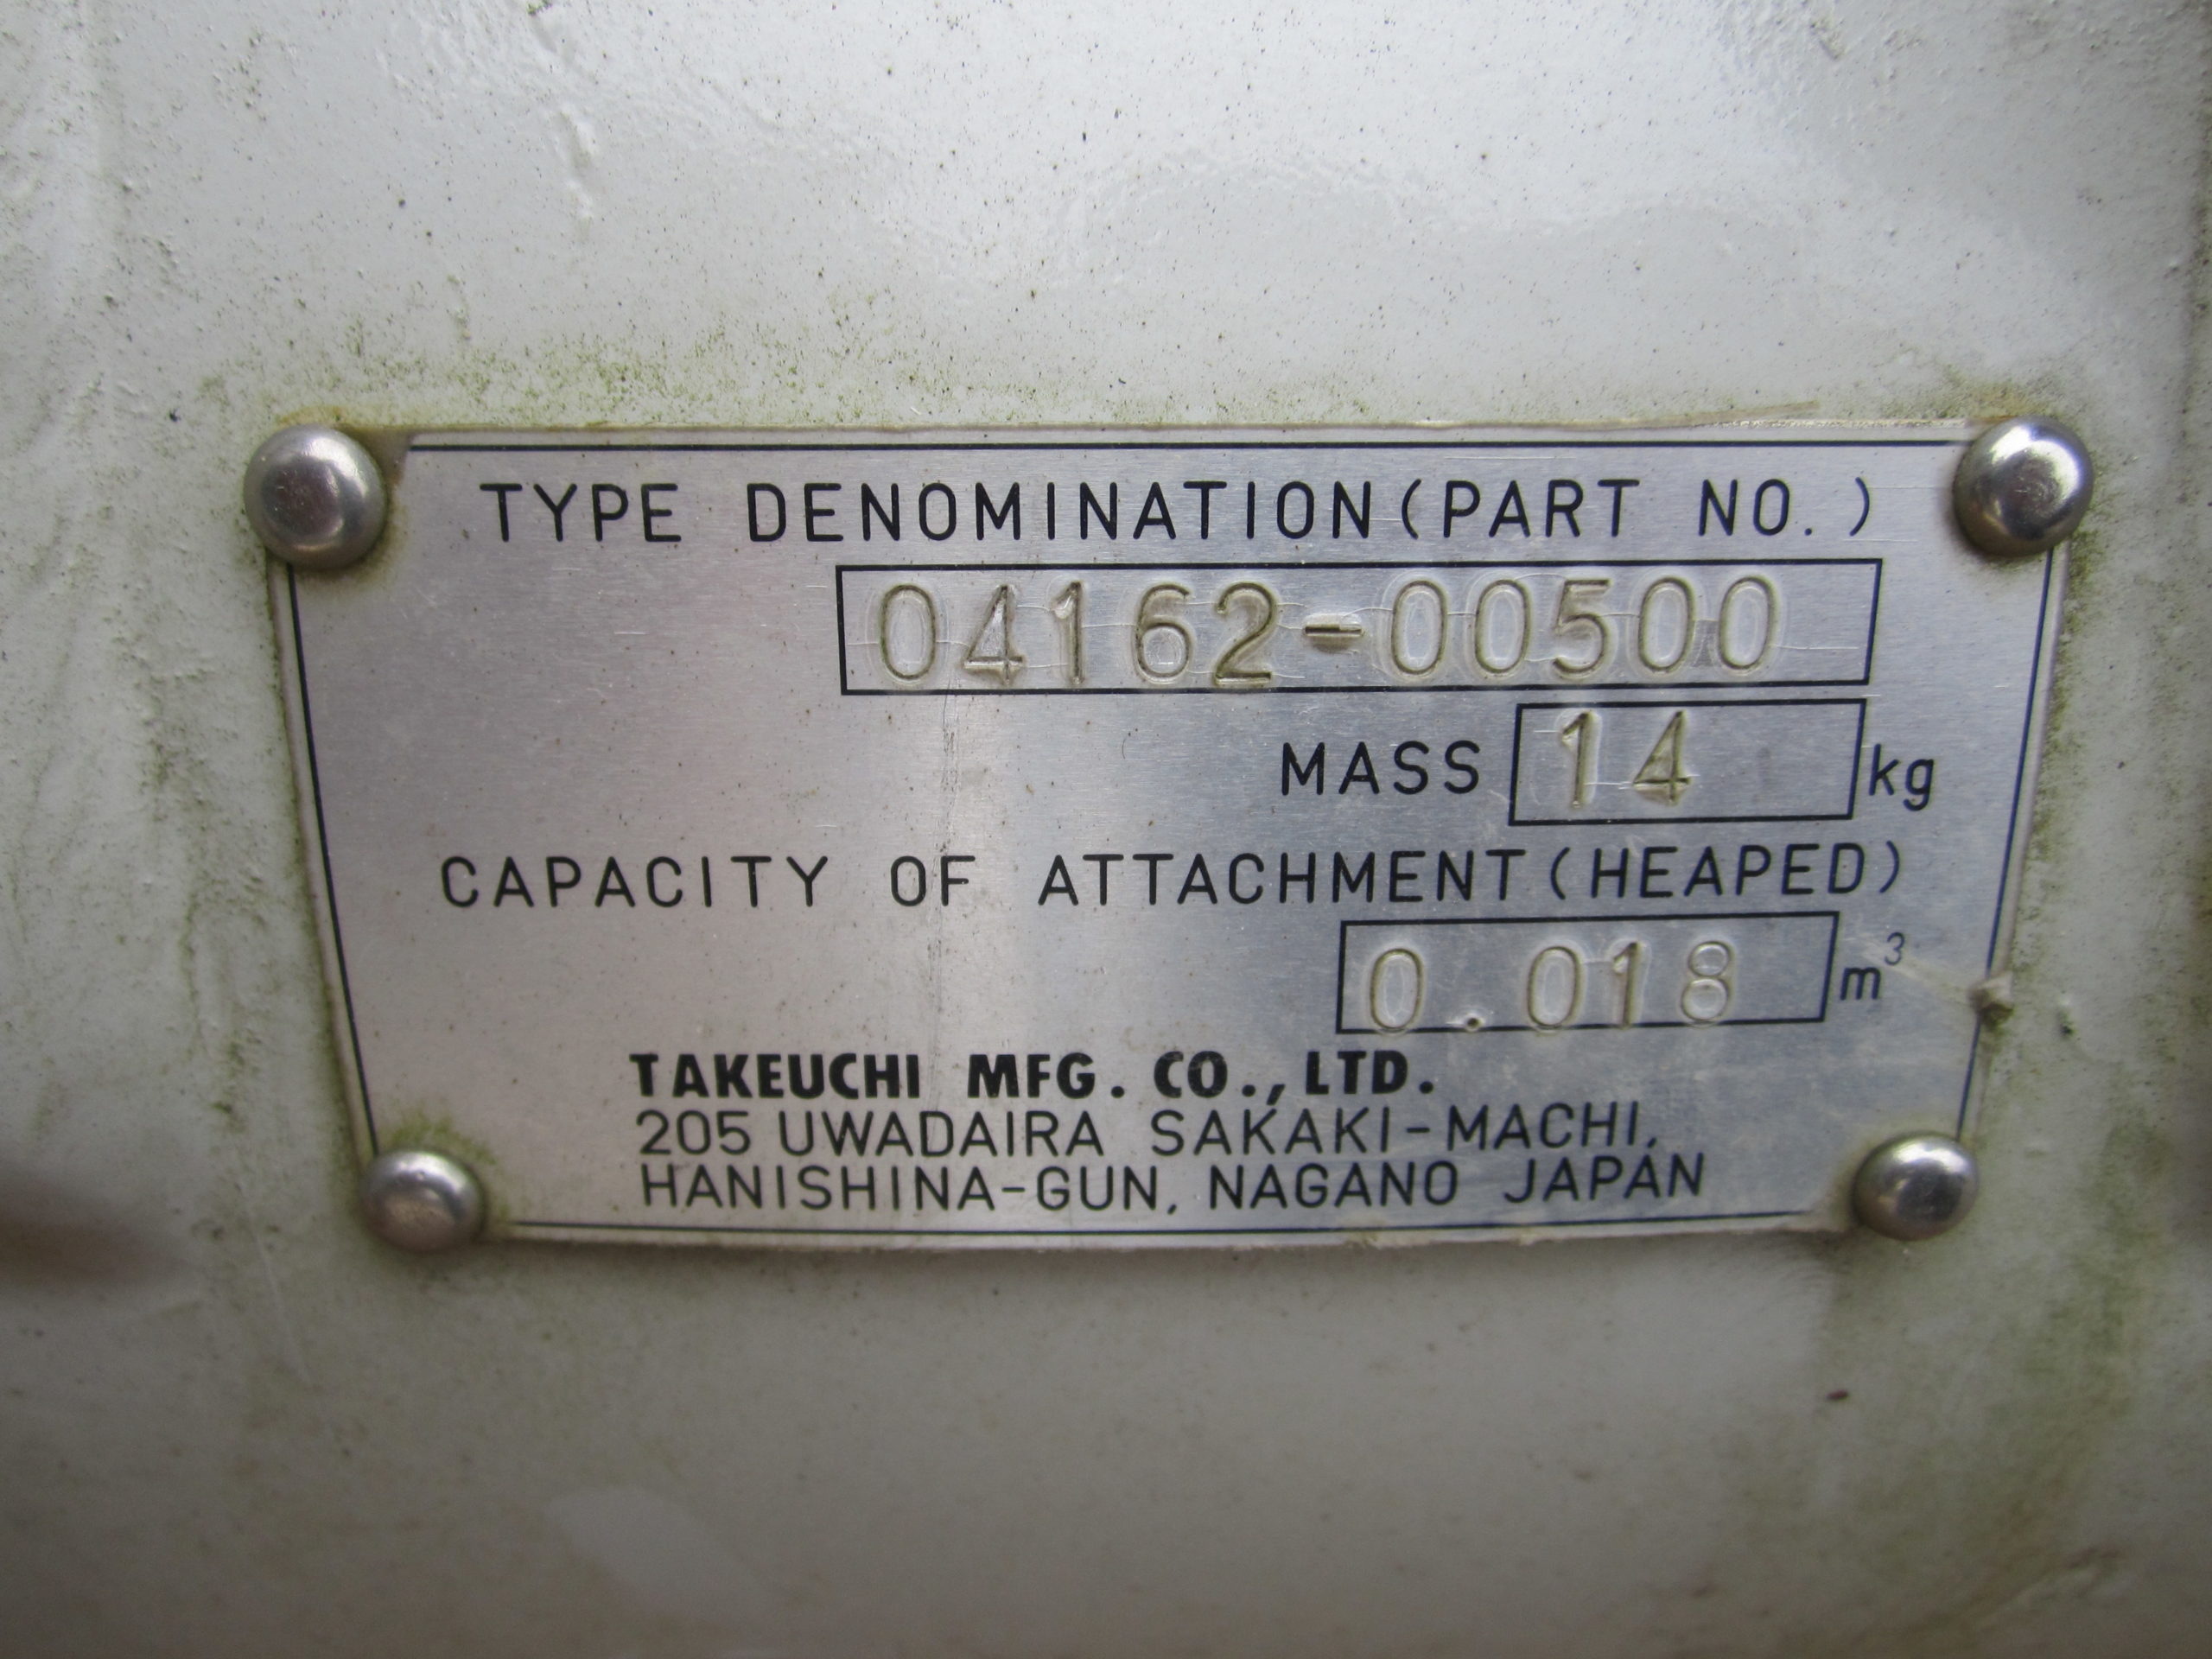 TYPE DENOMINATION(PART NO.)
04162-00500
MASS 14 kg
CAPACITY OF ATTACHMENT(HEAPED)
0.018 m³
TAKEUCHI MFG. CO., LTD.
205 UWADAIRA SAKAKI-MACHI,
HANISHINA-GUN, NAGANO JAPAN